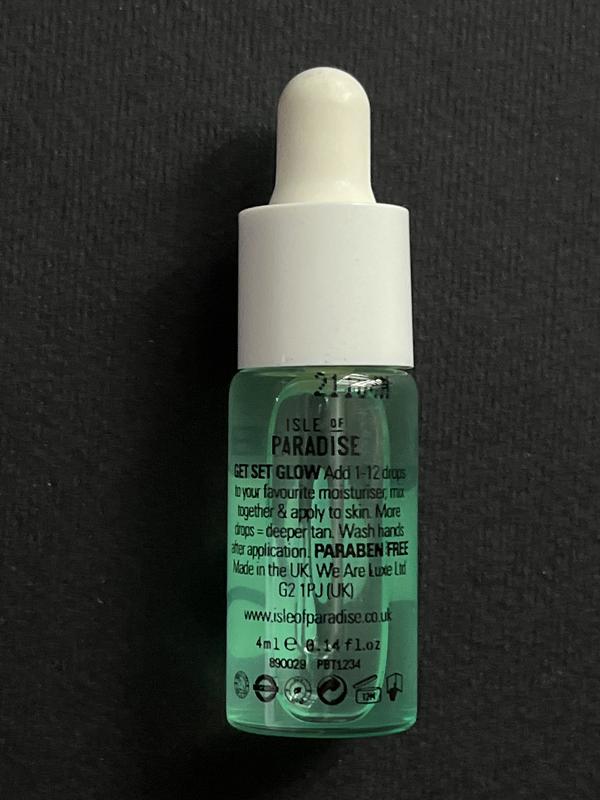 ISLE OF
PARADISE
GET SET GLOW Add 1-12 drops
to your favourite moisturiser, mix
together & apply to skin. More
drops = deeper tan. Wash hands
after application. PARABEN FREE
Made in the UK. We Are Luxe Ltd
G2 1PJ (UK)
www.isleofparadise.co.uk
4ml e 0.14 fl.oz
890029 PBT1234
12M